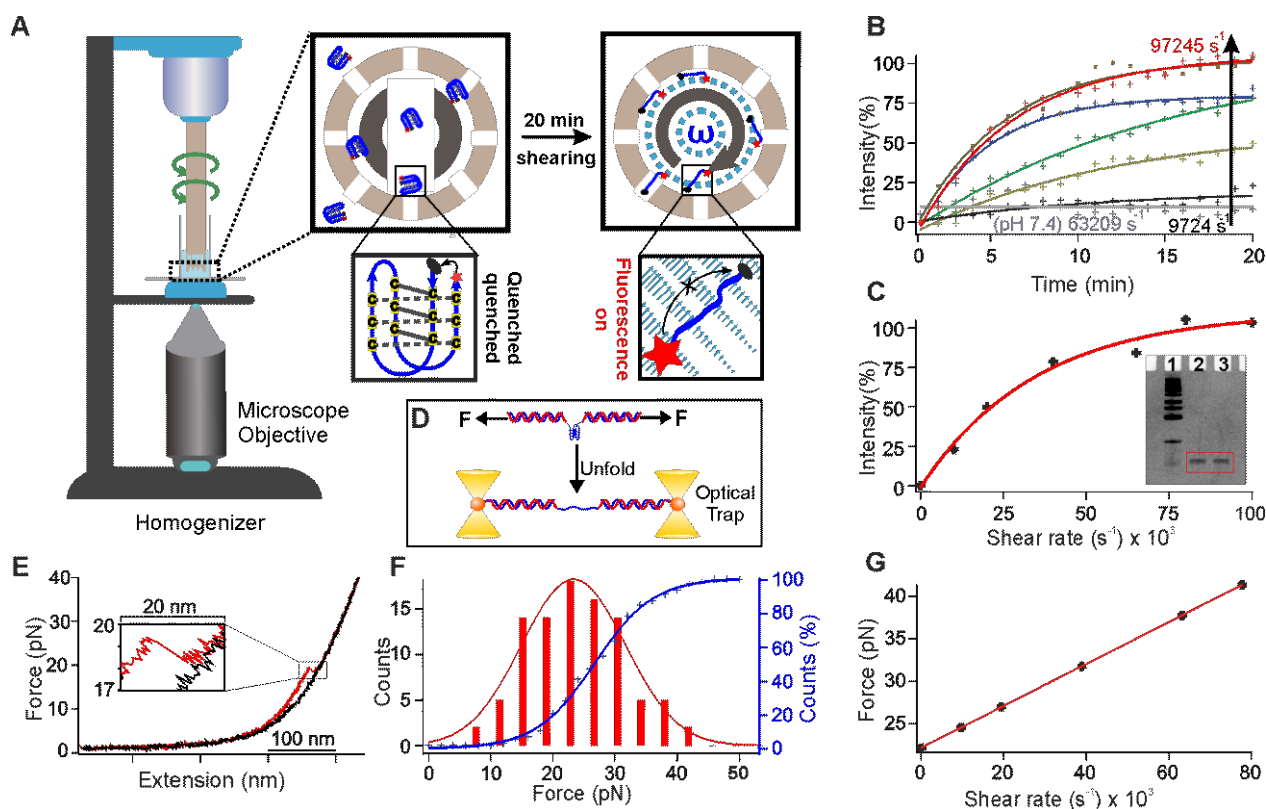 A
20 min
shearing
ω
C C C C
C C C C
C C C C
Quenched
quenched
Fluorescence
on
Microscope
Objective
Homogenizer
B
Intensity(%)
100
75
50
25
0
97245 s⁻¹
(pH 7.4) 63209 s⁻¹
9724 s⁻¹
0 5 10 15 20
Time (min)
C
Intensity(%)
100
75
50
25
0
1 2 3
0 25 50 75 100
Shear rate (s⁻¹) x 10³
D
F F
Unfold
Optical
Trap
E
Force (pN)
40
30
20
10
0
20 nm
20
17
100 nm
Extension (nm)
F
Counts
15
10
5
0
100
80
60
40
20
0
Counts (%)
0 10 20 30 40 50
Force (pN)
G
Force (pN)
40
35
30
25
0 20 40 60 80
Shear rate (s⁻¹) x 10³